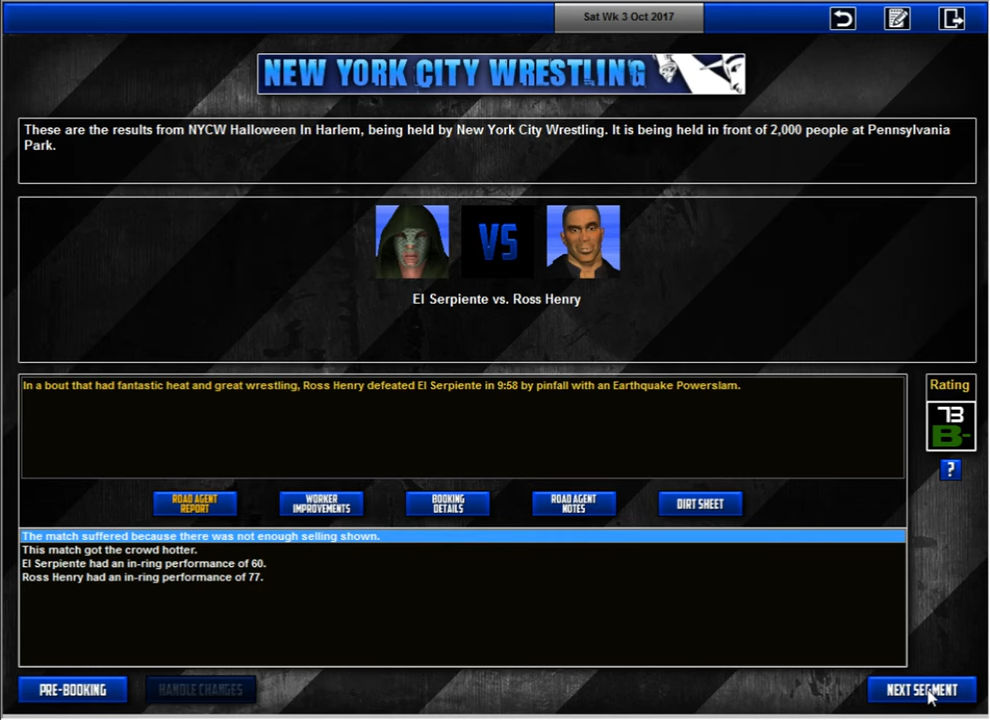 Sat Wk 3 Oct 2017
NEW YORK CITY WRESTLING
These are the results from NYCW Halloween In Harlem, being held by New York City Wrestling. It is being held in front of 2,000 people at Pennsylvania
Park.
VS
El Serpiente vs. Ross Henry
In a bout that had fantastic heat and great wrestling, Ross Henry defeated El Serpiente in 9:58 by pinfall with an Earthquake Powerslam.
Rating
73
B-
?
ROAD AGENT
REPORT
WORKER
IMPROVEMENTS
BOOKING
DETAILS
ROAD AGENT
NOTES
DIRT SHEET
The match suffered because there was not enough selling shown.
This match got the crowd hotter.
El Serpiente had an in-ring performance of 60.
Ross Henry had an in-ring performance of 77.
PRE-BOOKING
HANDLE CHANGES
NEXT SEGMENT